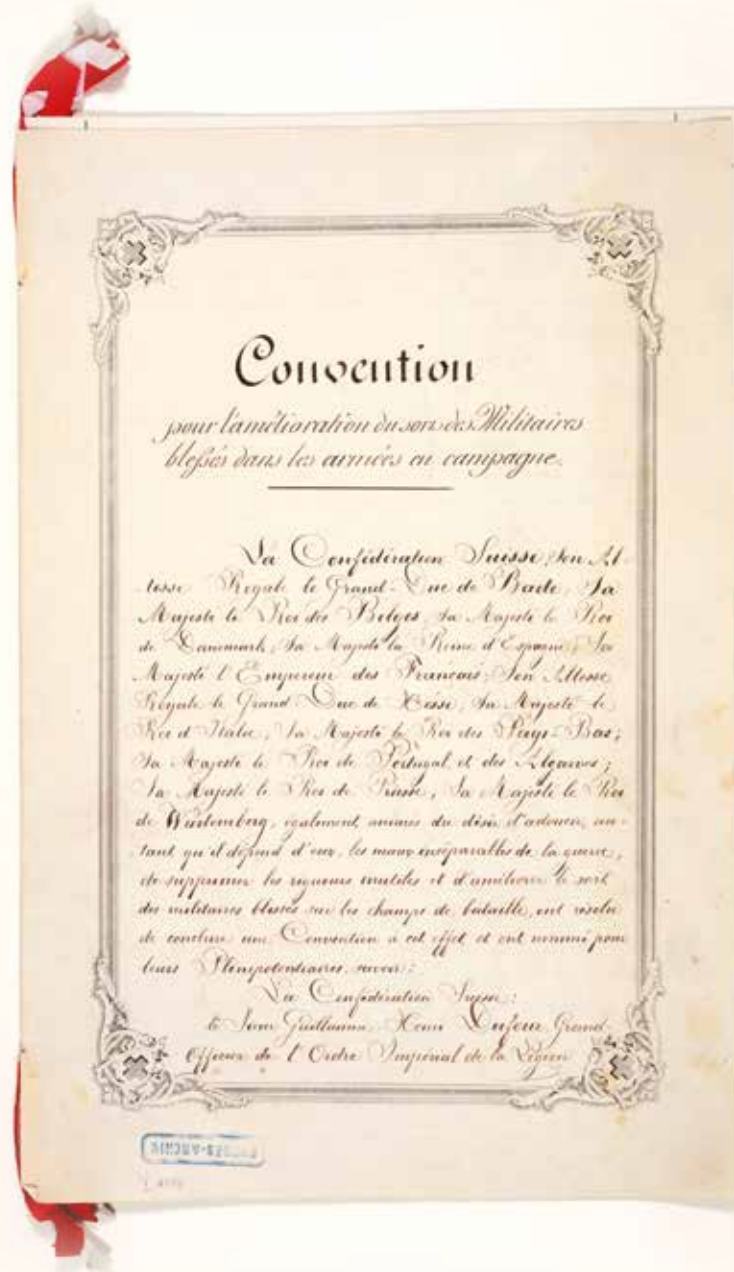 Convention
pour l'amélioration du sort des Militaires
blessés dans les armées en campagne.
La Confédération Suisse; Son Al-
tesse Royale le Grand-Duc de Bade; Sa
Majesté le Roi des Belges; Sa Majesté le Roi
de Danemark; Sa Majesté la Reine d'Espagne; Sa
Majesté l'Empereur des Français; Son Altesse
Royale le Grand-Duc de Hesse; Sa Majesté le
Roi d'Italie; Sa Majesté le Roi des Pays-Bas;
Sa Majesté le Roi de Portugal et des Algarves;
Sa Majesté le Roi de Prusse; Sa Majesté le Roi
de Wurtemberg, également animés du désir d'adoucir, au-
tant qu'il dépend d'eux, les maux inséparables de la guerre,
de supprimer les rigueurs inutiles et d'améliorer le sort
des militaires blessés sur les champs de bataille, ont résolu
de conclure une Convention à cet effet et ont nommé pour
leurs Plénipotentiaires, savoir:
La Confédération Suisse:
le Sieur Guillaume-Henri Dufour, Grand
Officier de l'Ordre Impérial de la Légion